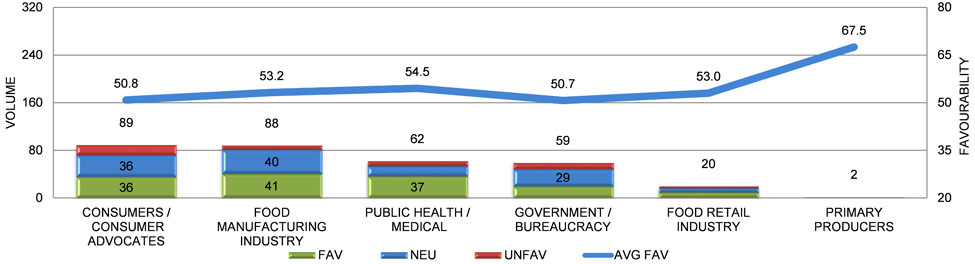 320
240
160
80
0
VOLUME
80
65
50
35
20
FAVOURABILITY
50.8
53.2
54.5
50.7
53.0
67.5
89
88
62
59
20
2
36
40
29
36
41
37
CONSUMERS /
CONSUMER
ADVOCATES
FOOD
MANUFACTURING
INDUSTRY
PUBLIC HEALTH /
MEDICAL
GOVERNMENT /
BUREAUCRACY
FOOD RETAIL
INDUSTRY
PRIMARY
PRODUCERS
FAV NEU UNFAV AVG FAV